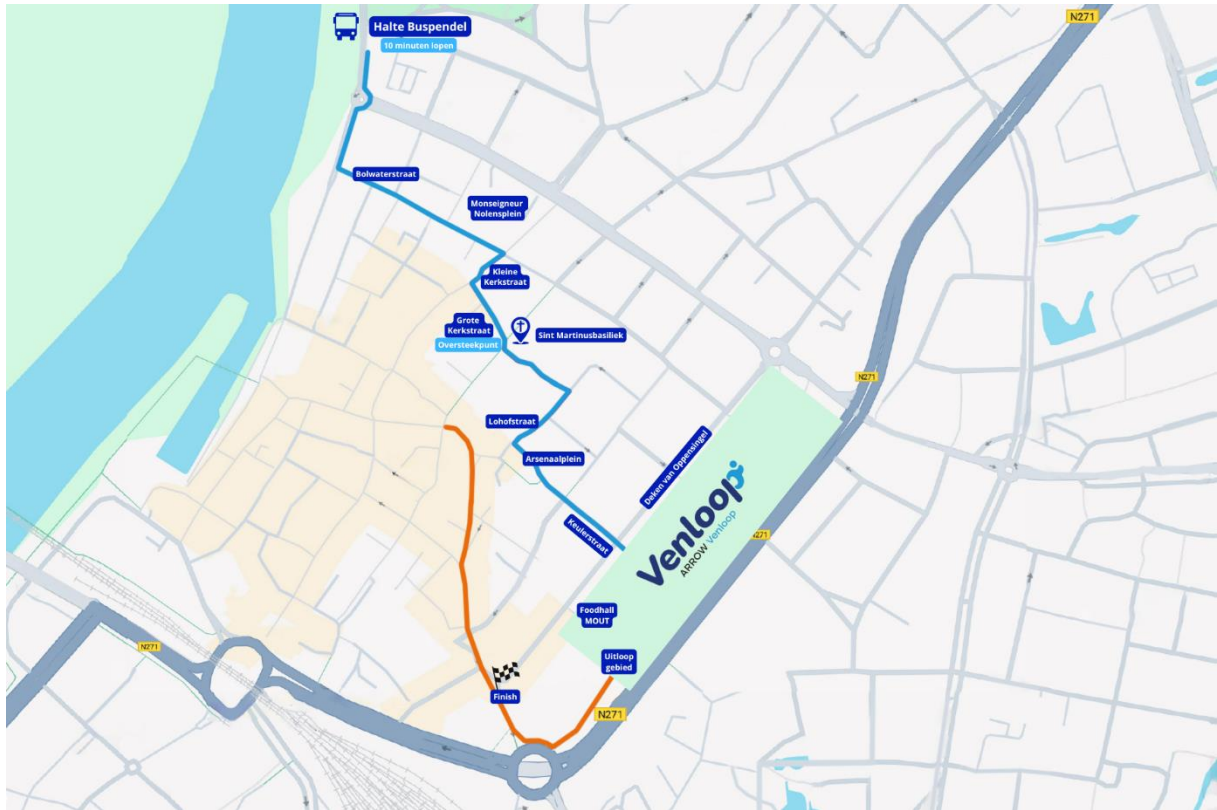 Halte Buspendel
10 minuten lopen
N271
Bolwaterstraat
Monseigneur
Nolensplein
Kleine
Kerkstraat
Grote
Kerkstraat
Oversteekpunt
Sint Martinusbasiliek
N271
Lohofstraat
Arsenaalplein
Deken van Oppensingel
Keulerstraat
Venloop
ARROW Venloop
N271
Foodhall
MOUT
Uitloop
gebied
N271
Finish
N271